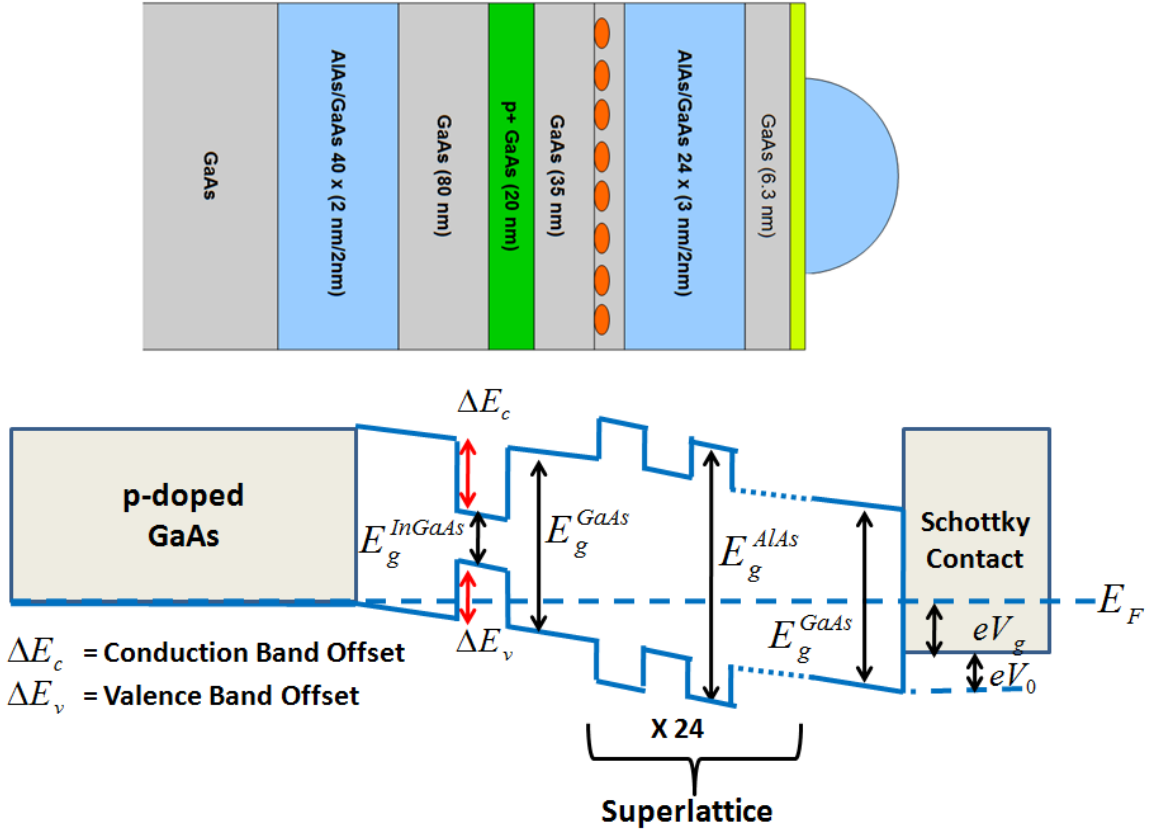 GaAs
AlAs/GaAs 40 x (2 nm/2nm)
GaAs (80 nm)
p+ GaAs (20 nm)
GaAs (35 nm)
AlAs/GaAs 24 x (3 nm/2nm)
GaAs (6.3 nm)
ΔE_c
p-doped
GaAs
E_g^{InGaAs}
E_g^{GaAs}
E_g^{AlAs}
Schottky
Contact
E_F
ΔE_v
E_g^{GaAs}
eV_g
eV_0
ΔE_c = Conduction Band Offset
ΔE_v = Valence Band Offset
X 24
Superlattice